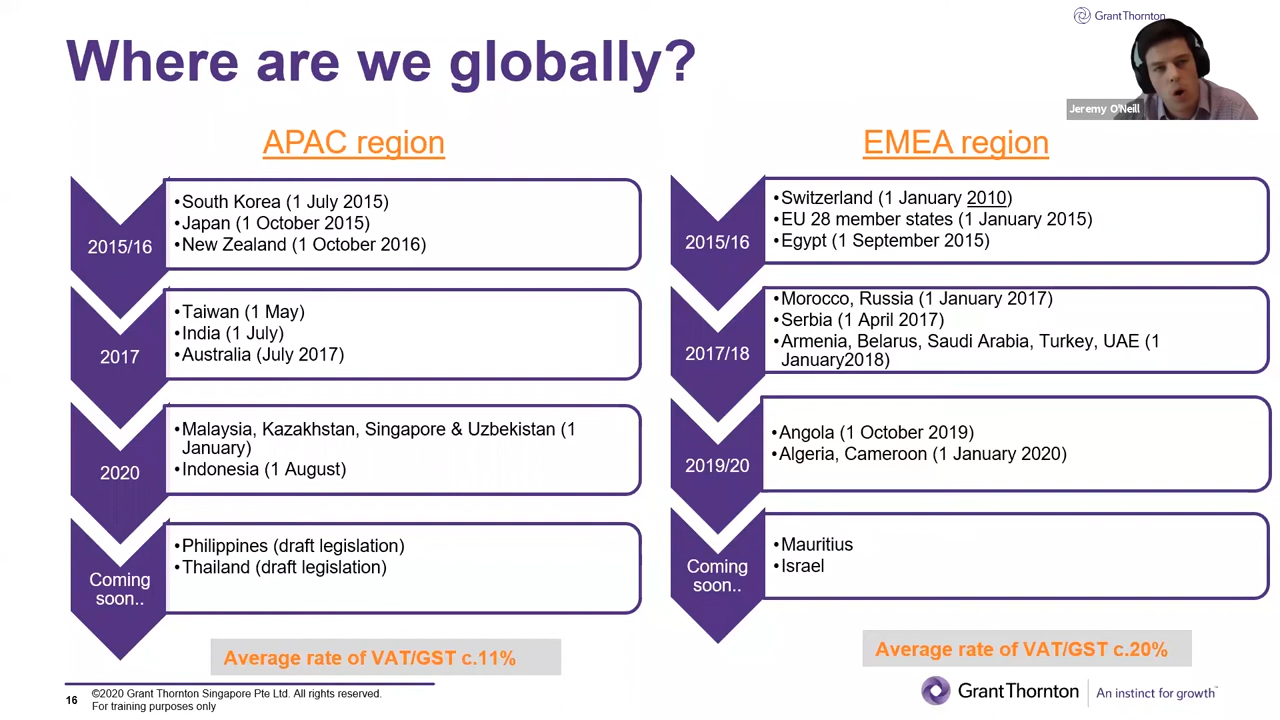 GrantThornton
Where are we globally?
Jeremy O'Neill
APAC region
2015/16
•South Korea (1 July 2015)
•Japan (1 October 2015)
•New Zealand (1 October 2016)
2017
•Taiwan (1 May)
•India (1 July)
•Australia (July 2017)
2020
•Malaysia, Kazakhstan, Singapore & Uzbekistan (1
January)
•Indonesia (1 August)
Coming
soon..
•Philippines (draft legislation)
•Thailand (draft legislation)
Average rate of VAT/GST c.11%
EMEA region
2015/16
•Switzerland (1 January 2010)
•EU 28 member states (1 January 2015)
•Egypt (1 September 2015)
2017/18
•Morocco, Russia (1 January 2017)
•Serbia (1 April 2017)
•Armenia, Belarus, Saudi Arabia, Turkey, UAE (1
January2018)
2019/20
•Angola (1 October 2019)
•Algeria, Cameroon (1 January 2020)
Coming
soon..
•Mauritius
•Israel
Average rate of VAT/GST c.20%
16
©2020 Grant Thornton Singapore Pte Ltd. All rights reserved.
For training purposes only
GrantThornton
An instinct for growth™